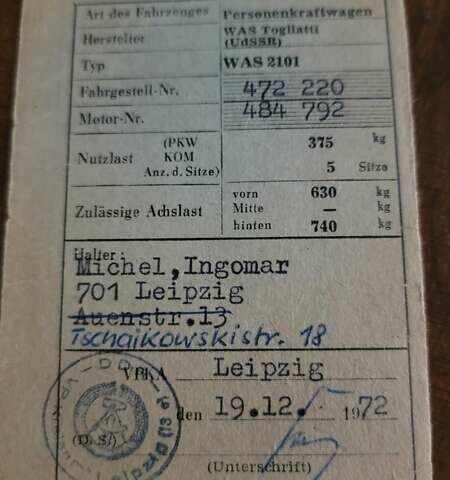 Art des Fahrzeuges Personenkraftwagen
Hersteller WAS Togliatti
(UdSSR)
Typ WAS 2101
Fahrgestell-Nr. 472 220
Motor-Nr. 484 792
Nutzlast (PKW 375 kg
KOM
Anz. d. Sitze) 5 Sitze
Zulässige Achslast vorn 630 kg
Mitte — kg
hinten 740 kg
Halter:
Michel,Ingomar
701 Leipzig
Auenstr.13
Tschaikowskistr. 18
VPKA Leipzig
den 19.12. 1972
(D. S.)
(Unterschrift)